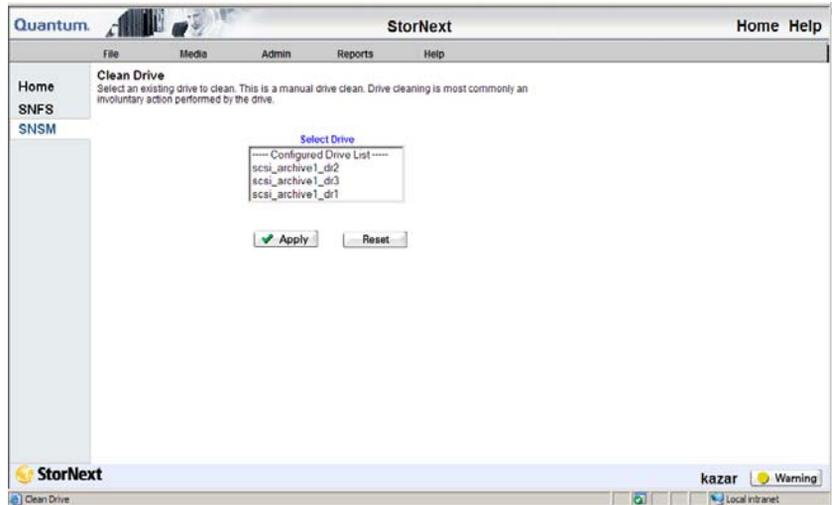 Quantum.
StorNext
Home Help
File Media Admin Reports Help
Home
SNFS
SNSM
Clean Drive
Select an existing drive to clean. This is a manual drive clean. Drive cleaning is most commonly an
involuntary action performed by the drive.
Select Drive
----- Configured Drive List -----
scsi_archive1_dr2
scsi_archive1_dr3
scsi_archive1_dr1
Apply Reset
StorNext
kazar Warning
Clean Drive Local intranet